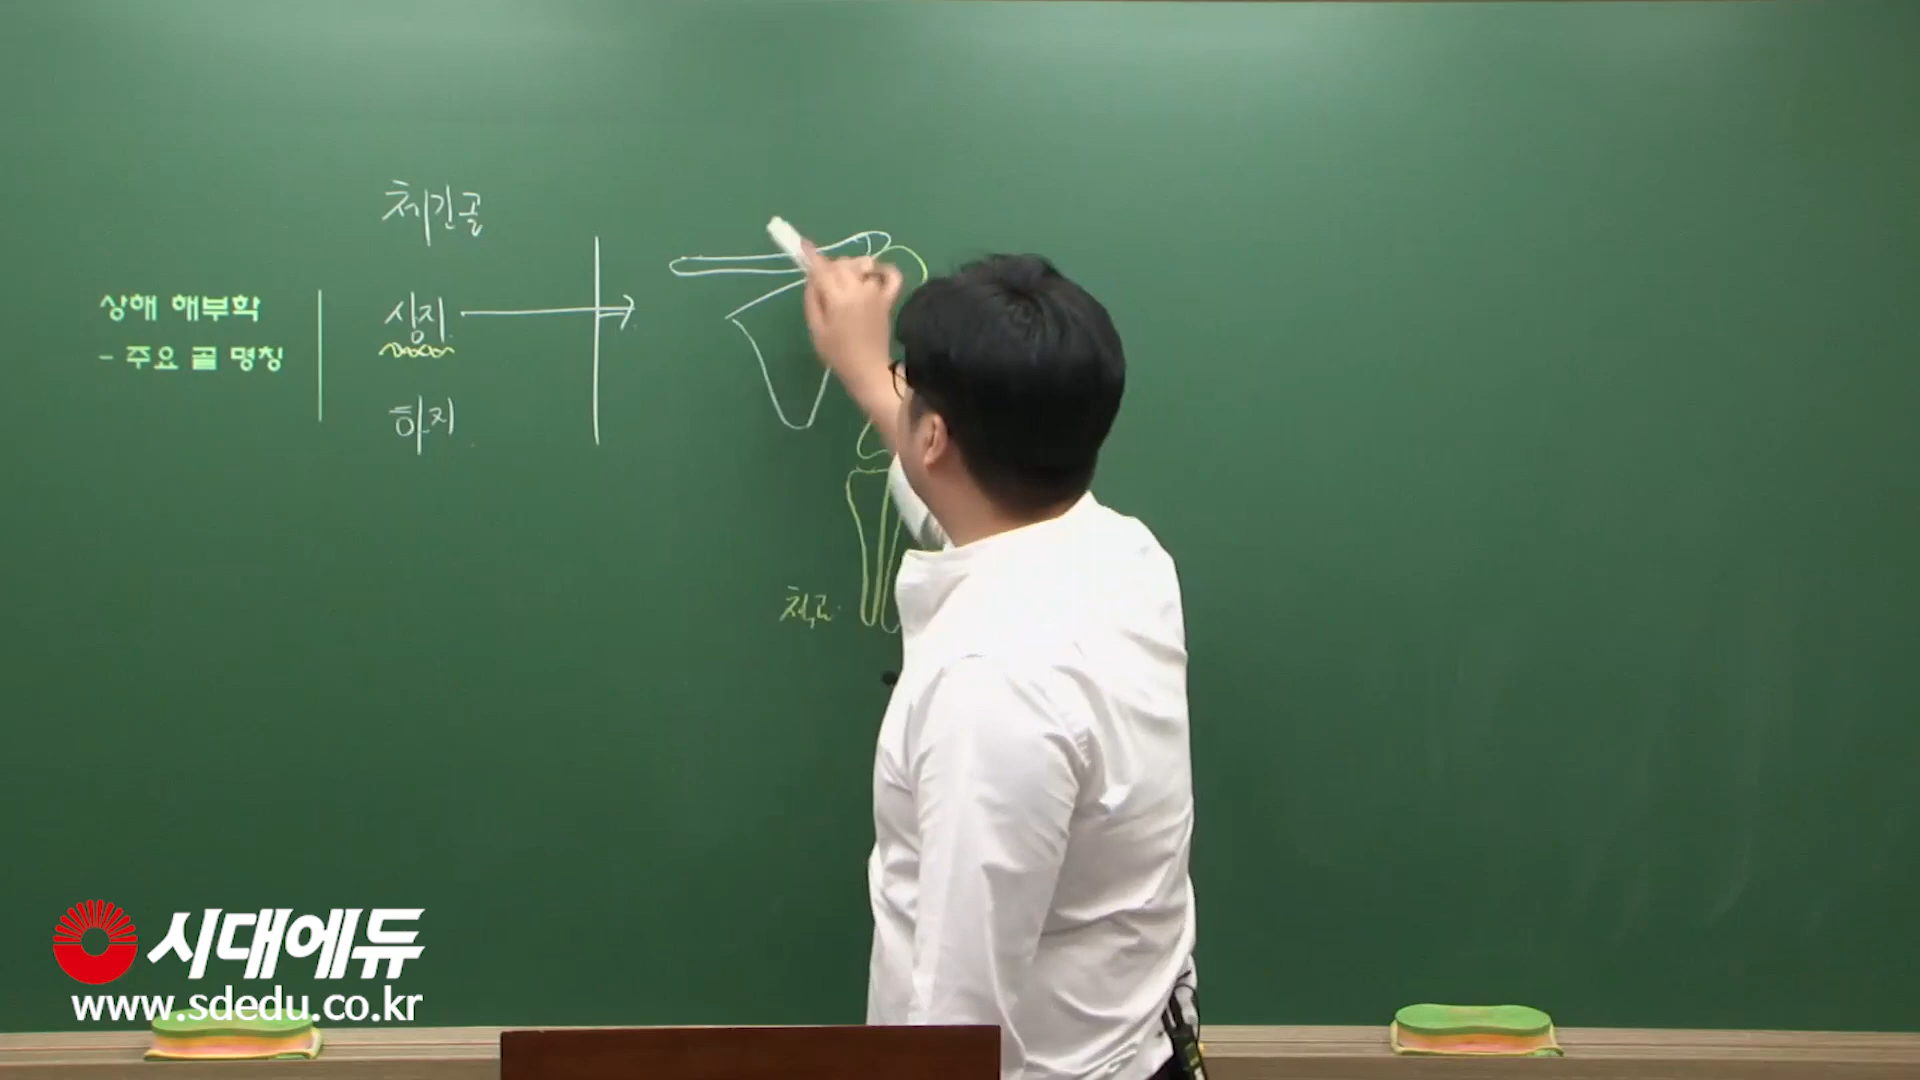 체간골
상해 해부학
- 주요 골 명칭
상지
하지
척골
시대에듀
www.sdedu.co.kr